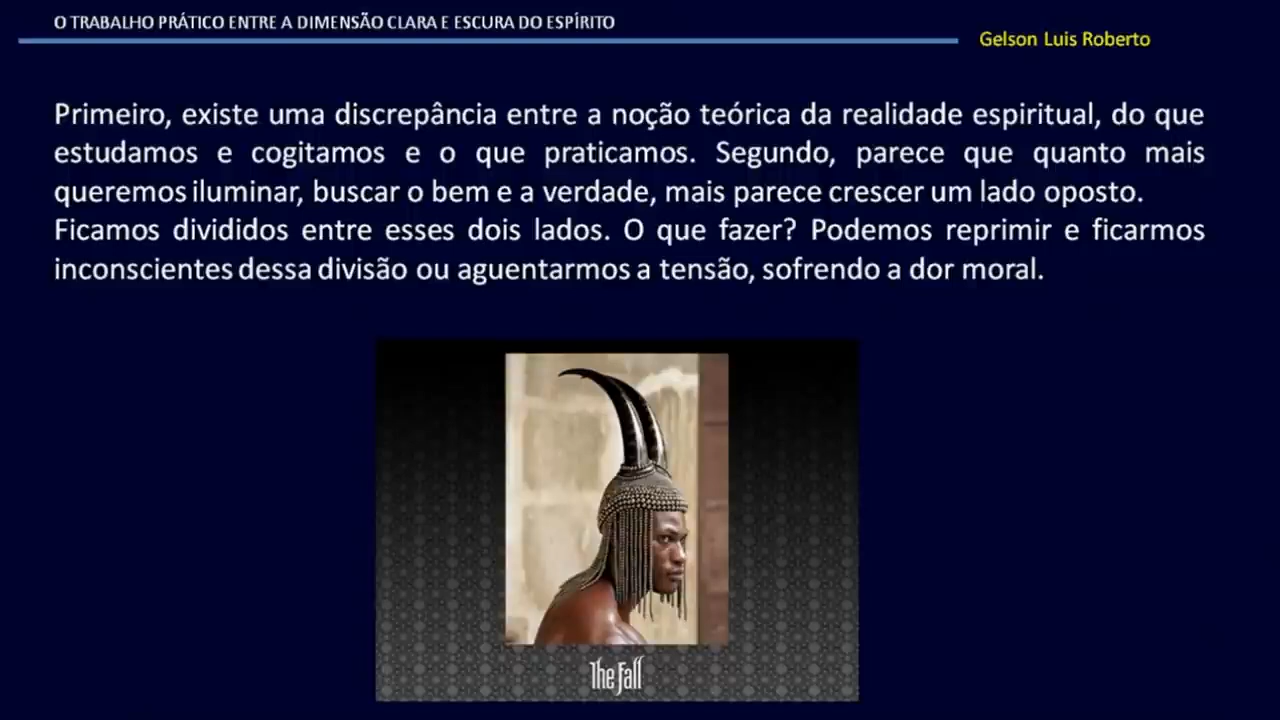 O TRABALHO PRÁTICO ENTRE A DIMENSÃO CLARA E ESCURA DO ESPÍRITO
Gelson Luis Roberto
Primeiro, existe uma discrepância entre a noção teórica da realidade espiritual, do que
estudamos e cogitamos e o que praticamos. Segundo, parece que quanto mais
queremos iluminar, buscar o bem e a verdade, mais parece crescer um lado oposto.
Ficamos divididos entre esses dois lados. O que fazer? Podemos reprimir e ficarmos
inconscientes dessa divisão ou aguentarmos a tensão, sofrendo a dor moral.
The Fall